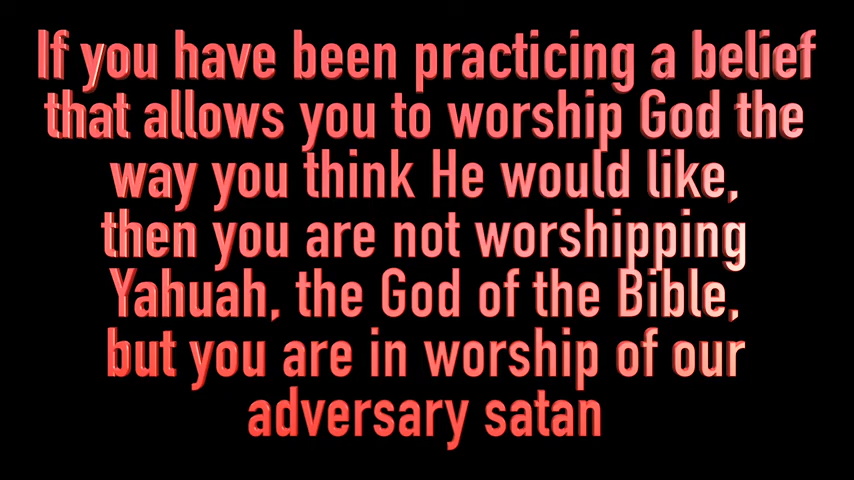 If you have been practicing a belief
that allows you to worship God the
way you think He would like,
then you are not worshipping
Yahuah, the God of the Bible,
but you are in worship of our
adversary satan